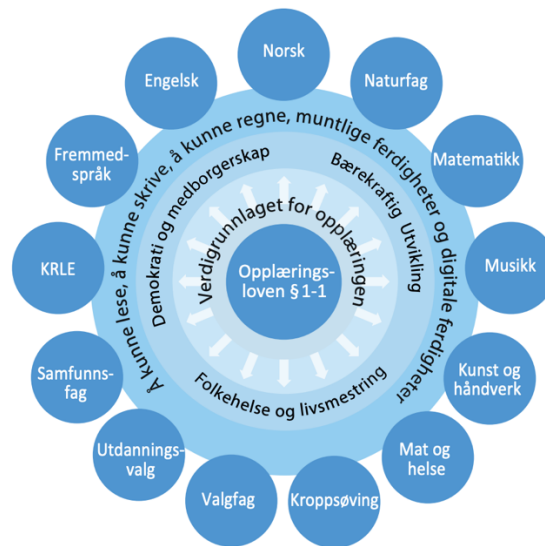 Norsk
Naturfag
Matematikk
Musikk
Kunst og
håndverk
Mat og
helse
Kroppsøving
Valgfag
Utdannings-
valg
Samfunns-
fag
KRLE
Fremmed-
språk
Engelsk
Å kunne lese, å kunne skrive, å kunne regne, muntlige ferdigheter og digitale ferdigheter
Demokrati og medborgerskap
Bærekraftig Utvikling
Folkehelse og livsmestring
Verdigrunnlaget for opplæringen
Opplærings-
loven § 1-1